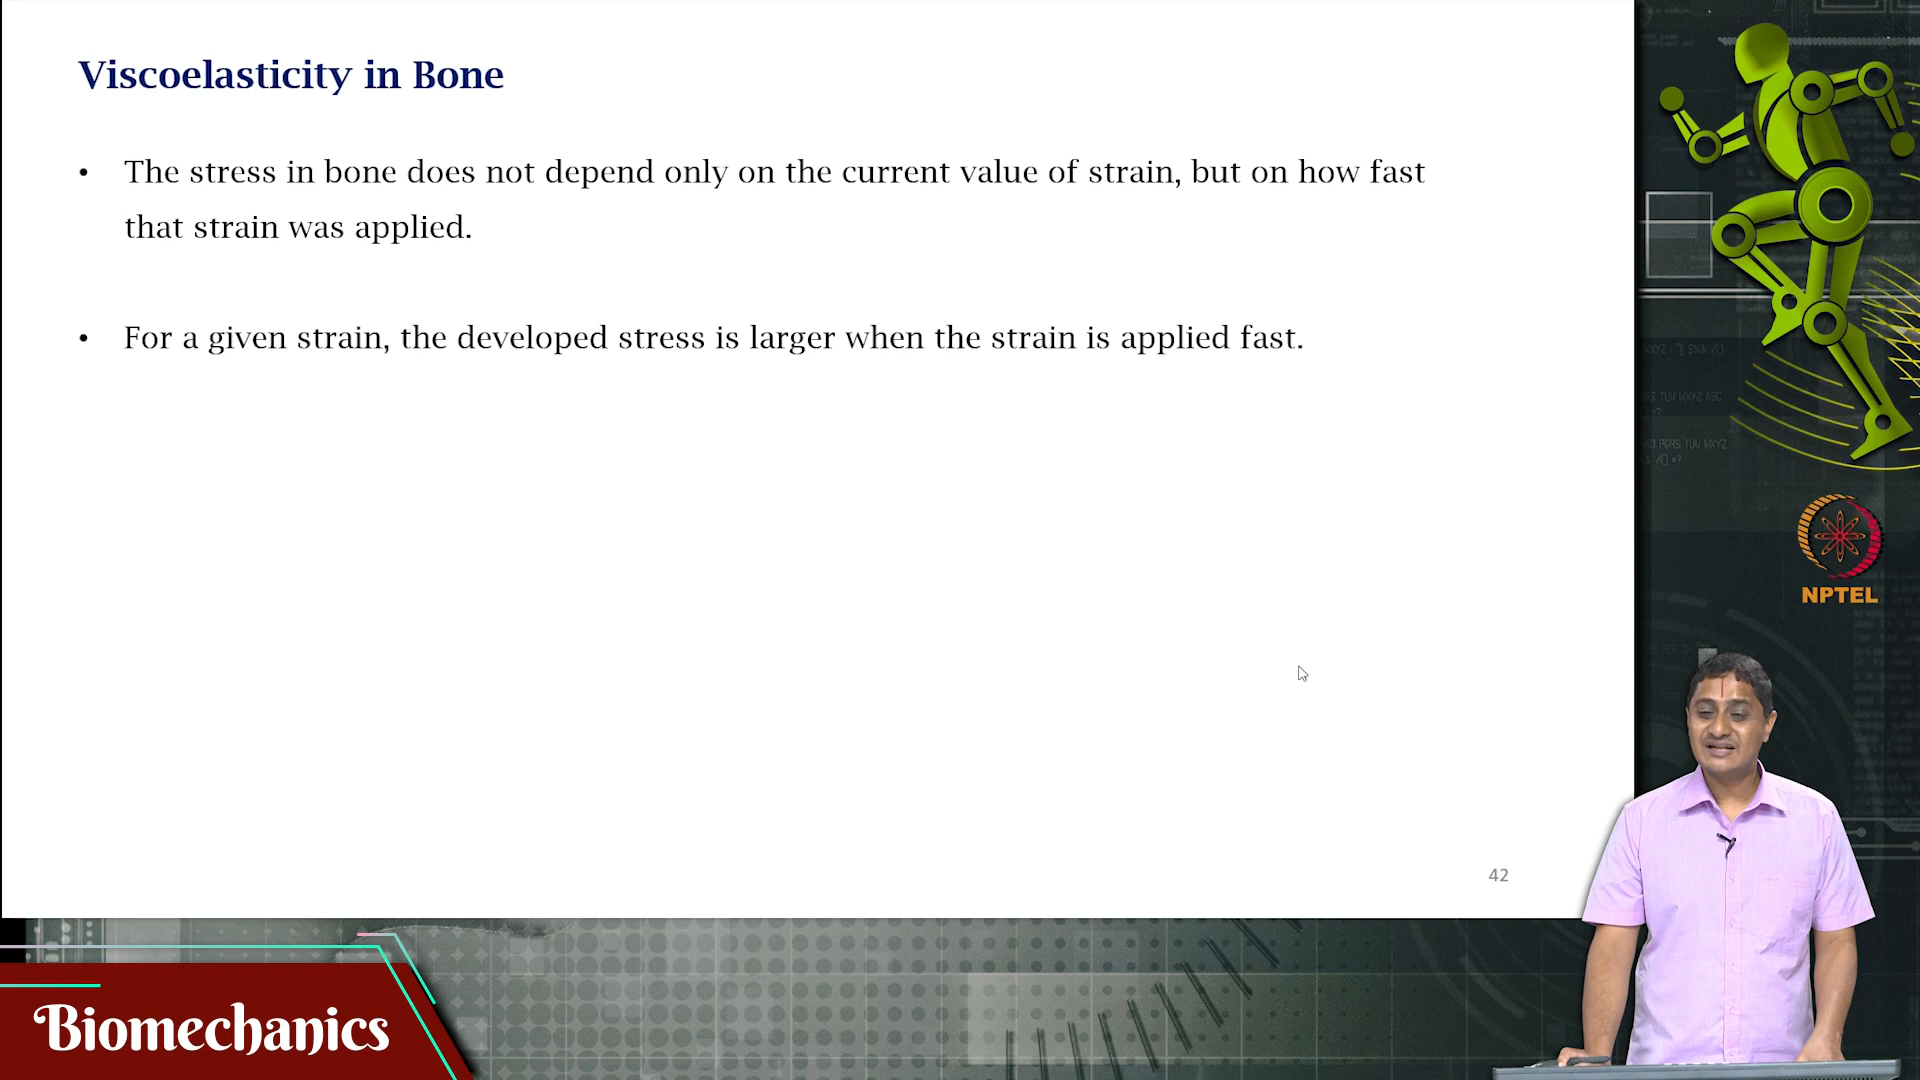 Viscoelasticity in Bone
• The stress in bone does not depend only on the current value of strain, but on how fast
that strain was applied.
• For a given strain, the developed stress is larger when the strain is applied fast.
NPTEL
42
Biomechanics